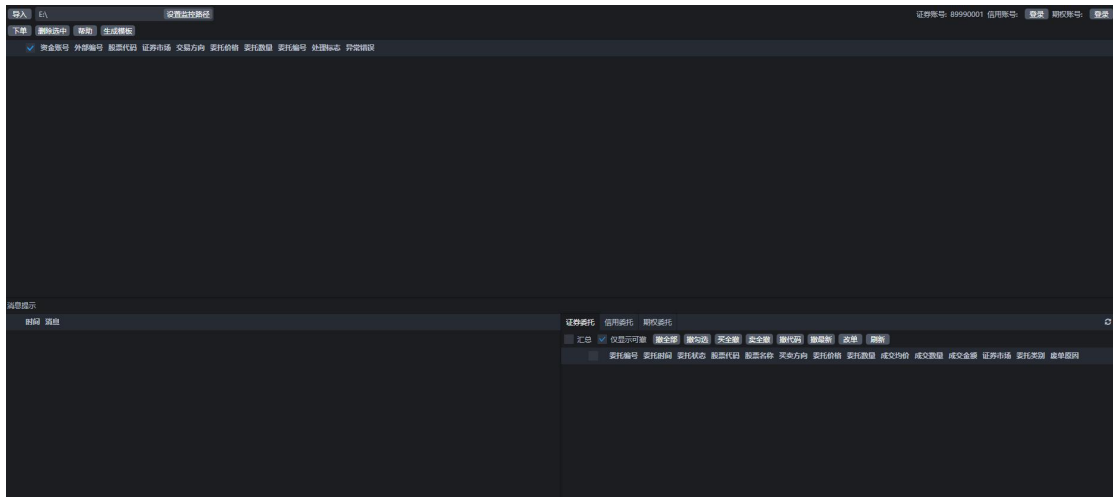 导入 E:\ 设置监控路径 证券账号: 89990001 信用账号: 登录 期权账号: 登录
下单 删除选中 帮助 生成模板
资金账号 外部编号 股票代码 证券市场 交易方向 委托价格 委托数量 委托编号 处理标志 异常错误
消息提示
时间 消息
证券委托 信用委托 期权委托
汇总 仅显示可撤 撤全部 撤勾选 买全撤 卖全撤 撤代码 撤最新 改单 刷新
委托编号 委托时间 委托状态 股票代码 股票名称 买卖方向 委托价格 委托数量 成交均价 成交数量 成交金额 证券市场 委托类别 废单原因